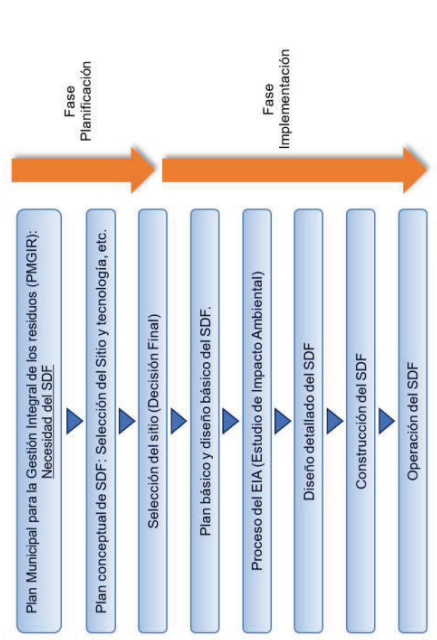 Plan Municipal para la Gestión Integral de los residuos (PMGIR):
Necesidad del SDF
Plan conceptual de SDF: Selección del Sitio y tecnología, etc.
Selección del sitio (Decisión Final)
Plan básico y diseño básico del SDF.
Proceso del EIA (Estudio de Impacto Ambiental)
Diseño detallado del SDF
Construcción del SDF
Operación del SDF
Fase
Planificación
Fase
Implementación